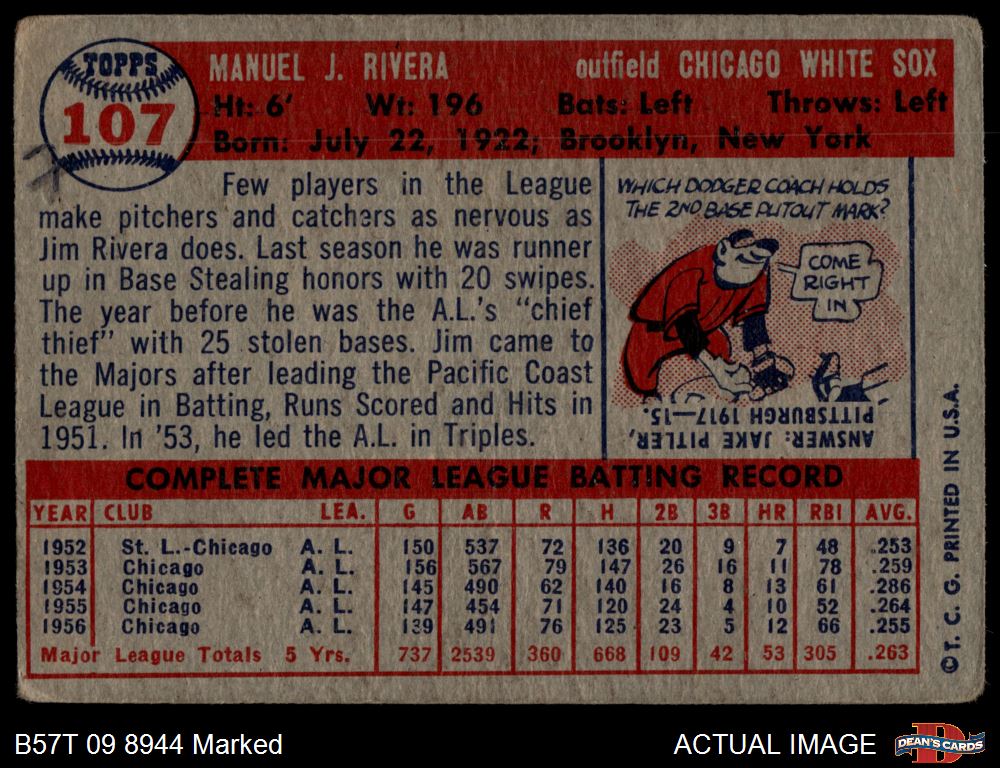 TOPPS
107
MANUEL J. RIVERA outfield CHICAGO WHITE SOX
Ht: 6' Wt: 196 Bats: Left Throws: Left
Born: July 22, 1922; Brooklyn, New York
Few players in the League
make pitchers and catchers as nervous as
Jim Rivera does. Last season he was runner
up in Base Stealing honors with 20 swipes.
The year before he was the A.L.'s "chief
thief" with 25 stolen bases. Jim came to
the Majors after leading the Pacific Coast
League in Batting, Runs Scored and Hits in
1951. In '53, he led the A.L. in Triples.
WHICH DODGER COACH HOLDS
THE 2ND BASE PUTOUT MARK?
COME
RIGHT
IN
ANSWER: JAKE PITLER,
PITTSBURGH 1917—15.
COMPLETE MAJOR LEAGUE BATTING RECORD
YEAR CLUB LEA. G AB R H 2B 3B HR RBI AVG.
1952 St. L.-Chicago A. L. 150 537 72 136 20 9 7 48 .253
1953 Chicago A. L. 156 567 79 147 26 16 11 78 .259
1954 Chicago A. L. 145 490 62 140 16 8 13 61 .286
1955 Chicago A. L. 147 454 71 120 24 4 10 52 .264
1956 Chicago A. L. 139 491 76 125 23 5 12 66 .255
Major League Totals 5 Yrs. 737 2539 360 668 109 42 53 305 .263
© T. C. G. PRINTED IN U.S.A.
B57T 09 8944 Marked
ACTUAL IMAGE
DEAN'S CARDS